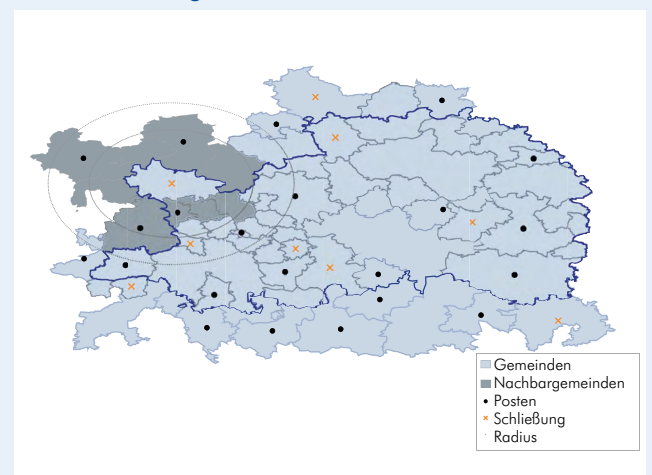 Gemeinden
Nachbargemeinden
Posten
Schließung
Radius